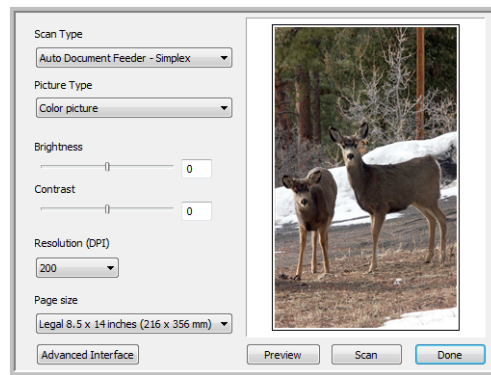 Scan Type
Auto Document Feeder - Simplex
Picture Type
Color picture
Brightness
0
Contrast
0
Resolution (DPI)
200
Page size
Legal 8.5 x 14 inches (216 x 356 mm)
Advanced Interface
Preview
Scan
Done